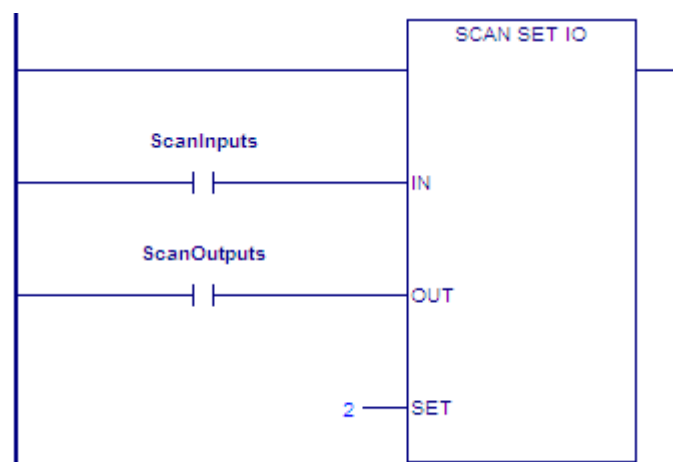 SCAN SET IO
ScanInputs
IN
ScanOutputs
OUT
2 SET